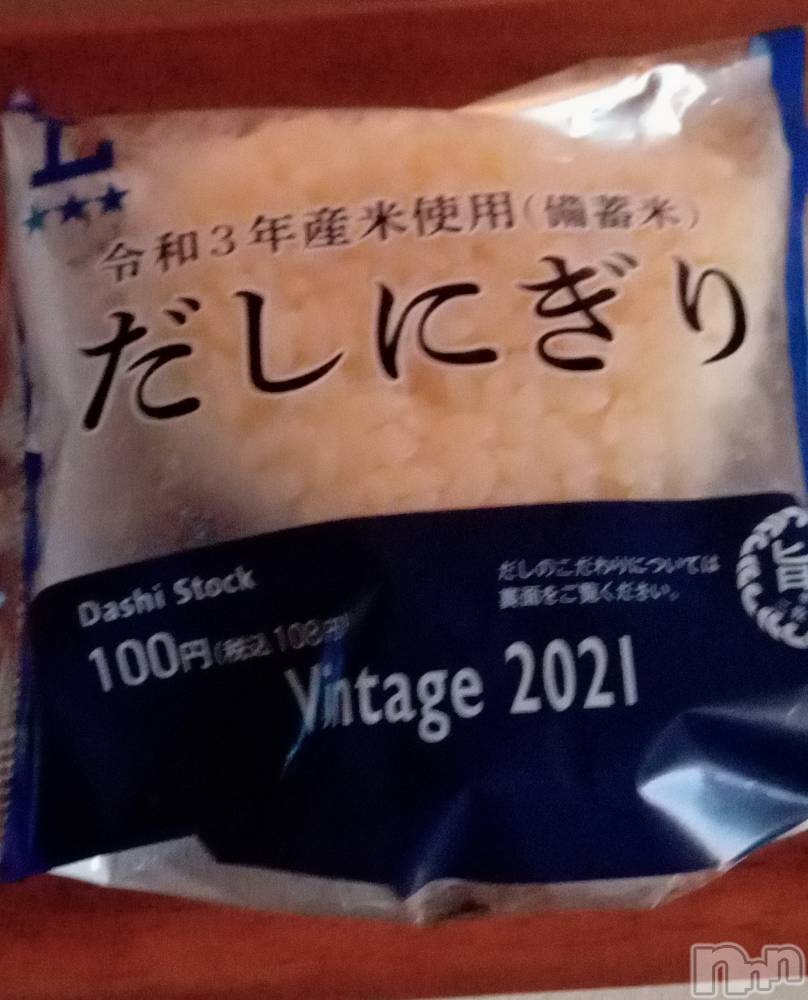 L
★★★
令和3年産米使用(備蓄米)
だしにぎり
Dashi Stock
100円(税込108円)
だしのこだわりについては
裏面をご覧ください。
Vintage 2021
nnn